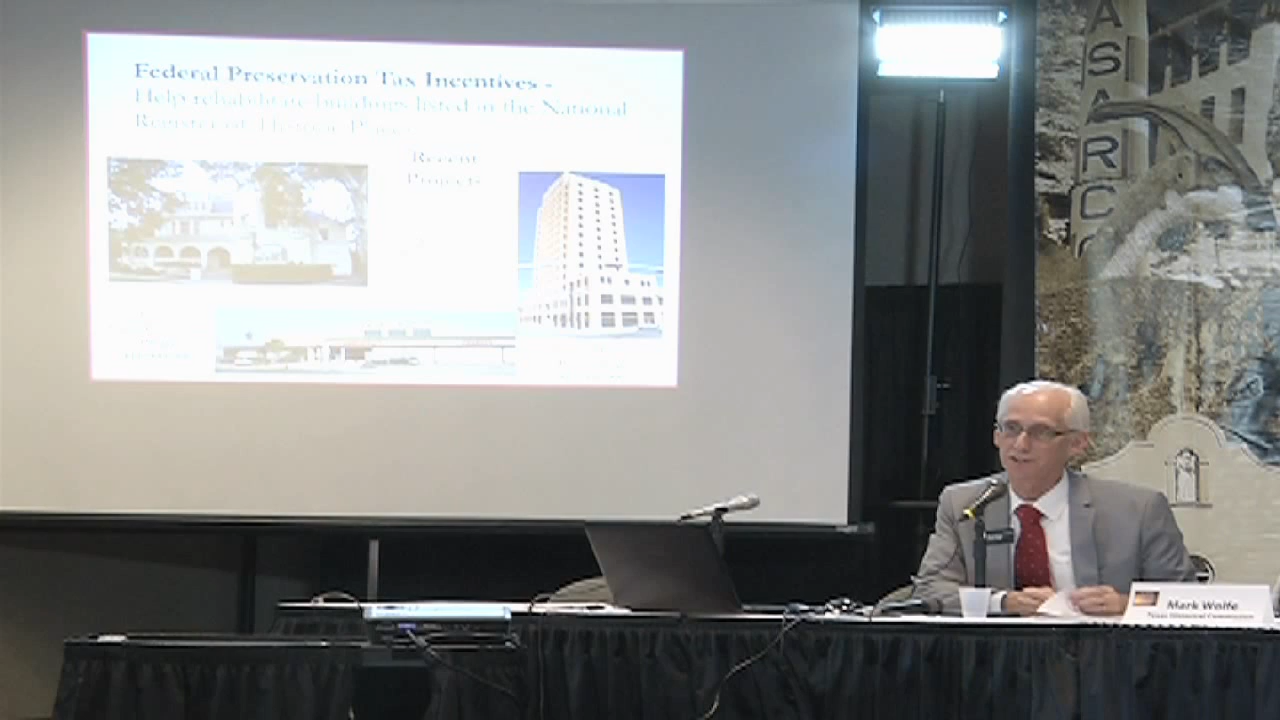 Federal Preservation Tax Incentives -
Help rehabilitate buildings listed in the National
Register of Historic Places
Recent
Projects
ASARCO
Mark Wolfe
Texas Historical Commission